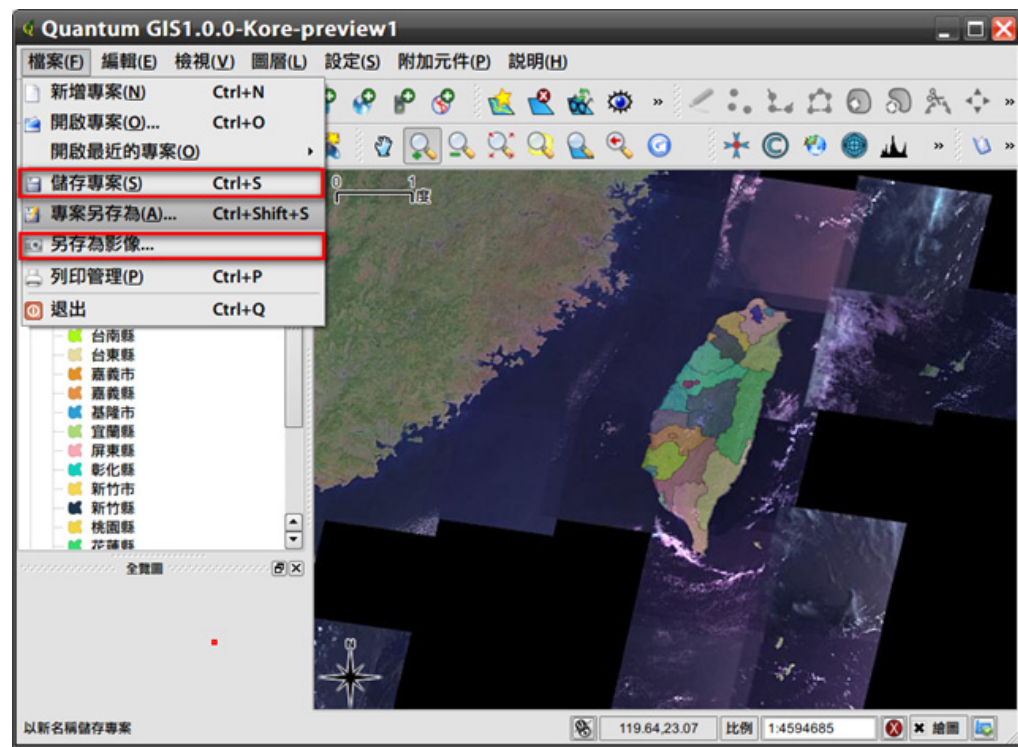 Quantum GIS1.0.0-Kore-preview1
檔案(F) 編輯(E) 檢視(V) 圖層(L) 設定(S) 附加元件(P) 説明(H)
新增專案(N) Ctrl+N
開啟專案(O)... Ctrl+O
開啟最近的專案(O)
儲存專案(S) Ctrl+S
專案另存為(A)... Ctrl+Shift+S
另存為影像...
列印管理(P) Ctrl+P
退出 Ctrl+Q
0 1
度
台南縣
台東縣
嘉義市
嘉義縣
基隆市
宜蘭縣
屏東縣
彰化縣
新竹市
新竹縣
桃園縣
花蓮縣
全覽圖
N
以新名稱儲存專案
119.64,23.07
比例
1:4594685
繪圖